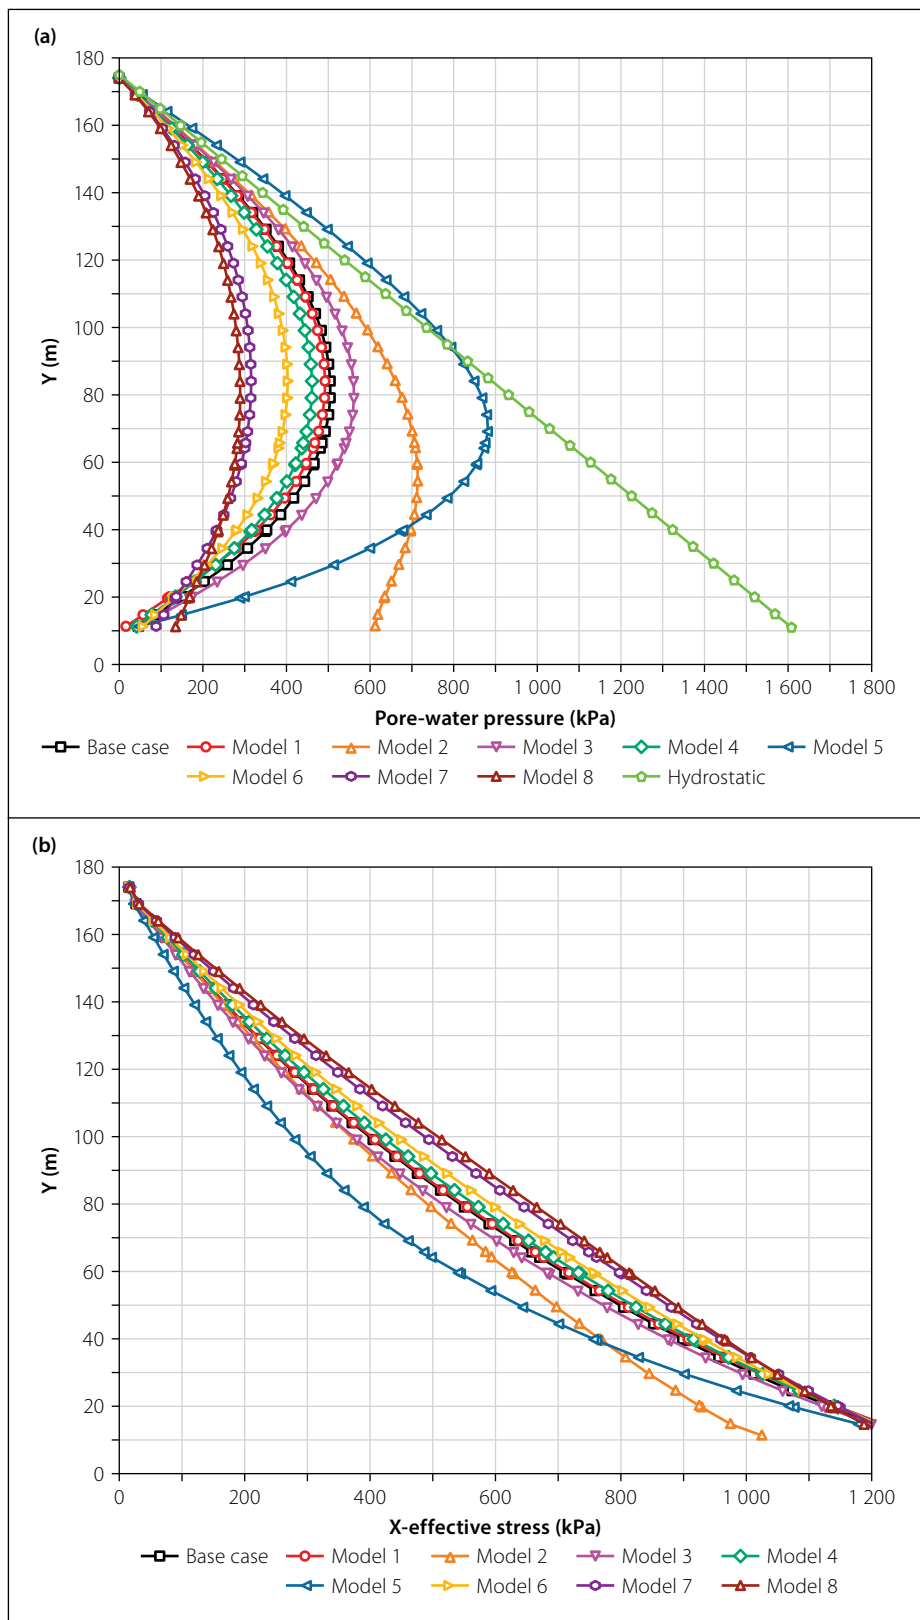 (a)
180
160
140
120
100
80
60
40
20
0
Y (m)
0 200 400 600 800 1 000 1 200 1 400 1 600 1 800
Pore-water pressure (kPa)
Base case Model 1 Model 2 Model 3 Model 4 Model 5
Model 6 Model 7 Model 8 Hydrostatic
(b)
180
160
140
120
100
80
60
40
20
0
Y (m)
0 200 400 600 800 1 000 1 200
X-effective stress (kPa)
Base case Model 1 Model 2 Model 3 Model 4
Model 5 Model 6 Model 7 Model 8